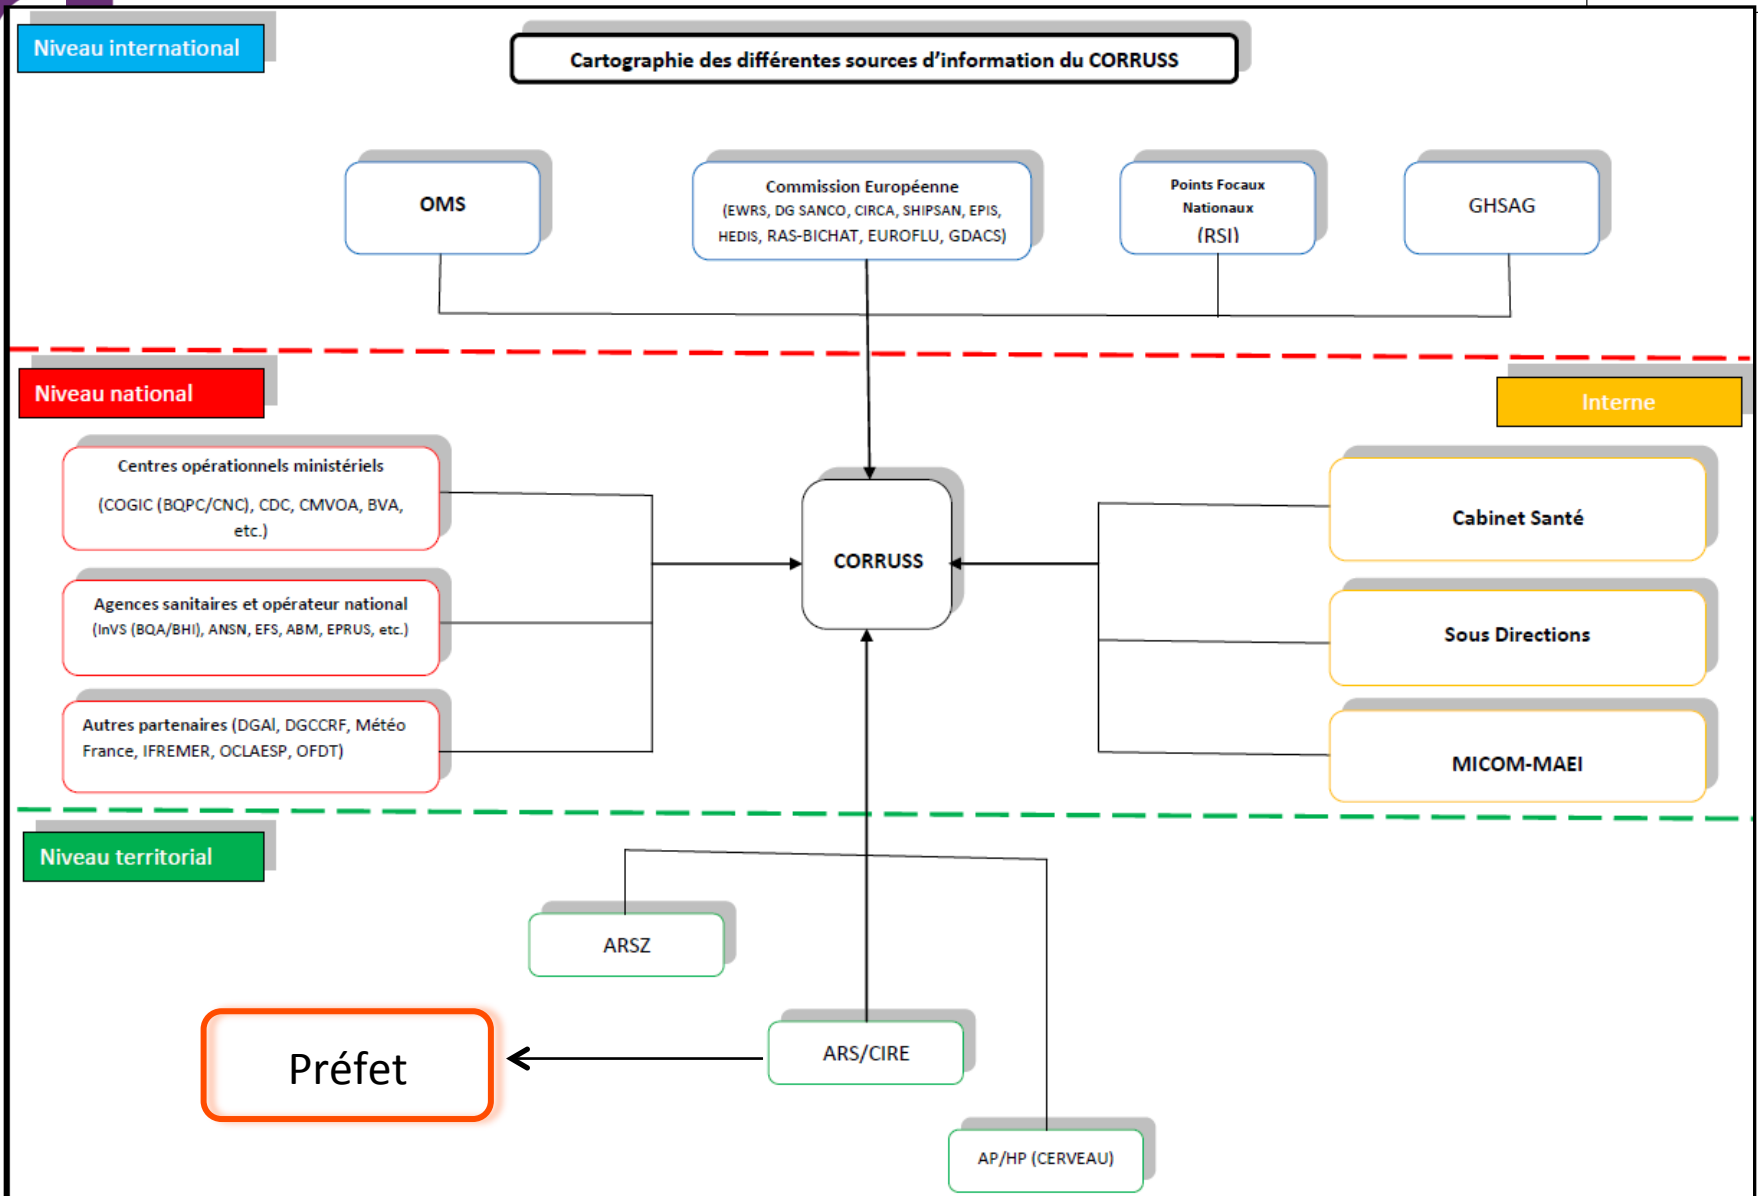 Niveau international
Cartographie des différentes sources d'information du CORRUSS
OMS
Commission Européenne
(EWRS, DG SANCO, CIRCA, SHIPSAN, EPIS,
HEDIS, RAS-BICHAT, EUROFLU, GDACS)
Points Focaux
Nationaux
(RSI)
GHSAG
Niveau national
Interne
Centres opérationnels ministériels
(COGIC (BQPC/CNC), CDC, CMVOA, BVA,
etc.)
Agences sanitaires et opérateur national
(InVS (BQA/BHI), ANSN, EFS, ABM, EPRUS, etc.)
Autres partenaires (DGAl, DGCCRF, Météo
France, IFREMER, OCLAESP, OFDT)
CORRUSS
Cabinet Santé
Sous Directions
MICOM-MAEI
Niveau territorial
ARSZ
Préfet
ARS/CIRE
AP/HP (CERVEAU)